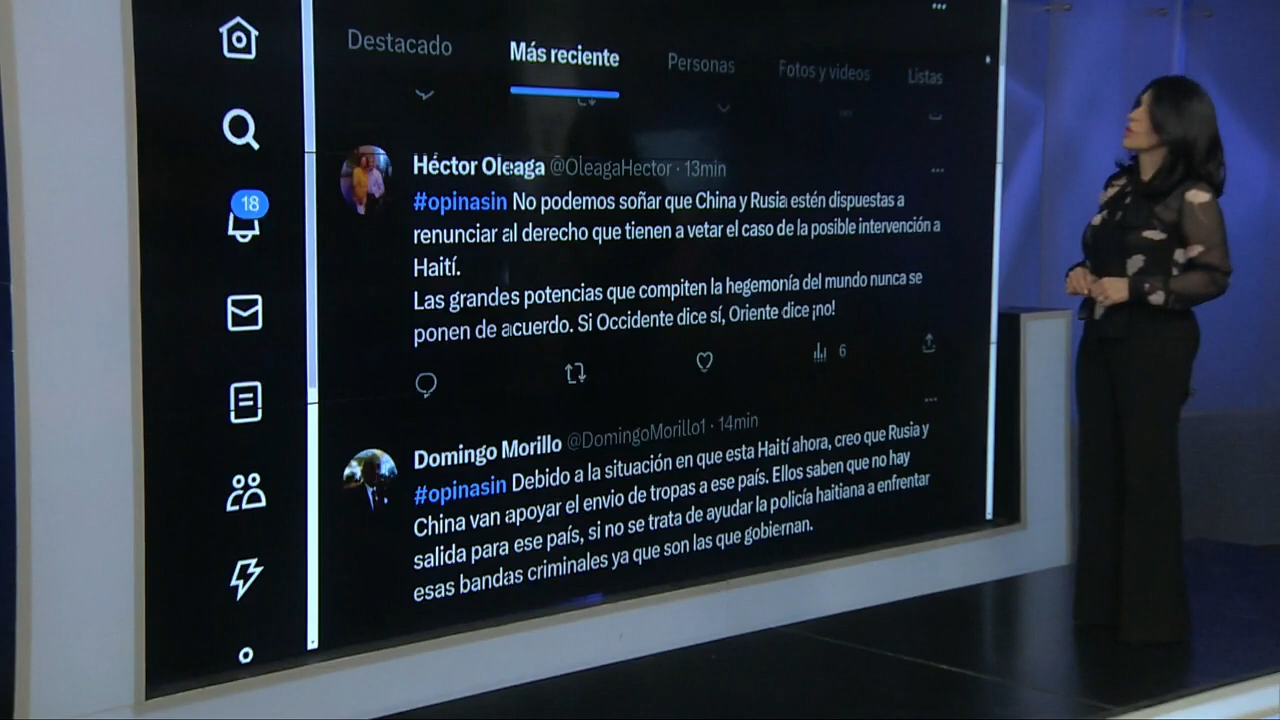 Destacado
Más reciente
Personas
Fotos y videos
Listas
18
Héctor Oleaga @OleagaHector · 13min
#opinasin No podemos soñar que China y Rusia estén dispuestas a
renunciar al derecho que tienen a vetar el caso de la posible intervención a
Haití.
Las grandes potencias que compiten la hegemonía del mundo nunca se
ponen de acuerdo. Si Occidente dice sí, Oriente dice ¡no!
6
Domingo Morillo @DomingoMorillo1 · 14min
#opinasin Debido a la situación en que esta Haití ahora, creo que Rusia y
China van apoyar el envio de tropas a ese país. Ellos saben que no hay
salida para ese país, si no se trata de ayudar la policía haitiana a enfrentar
esas bandas criminales ya que son las que gobiernan.